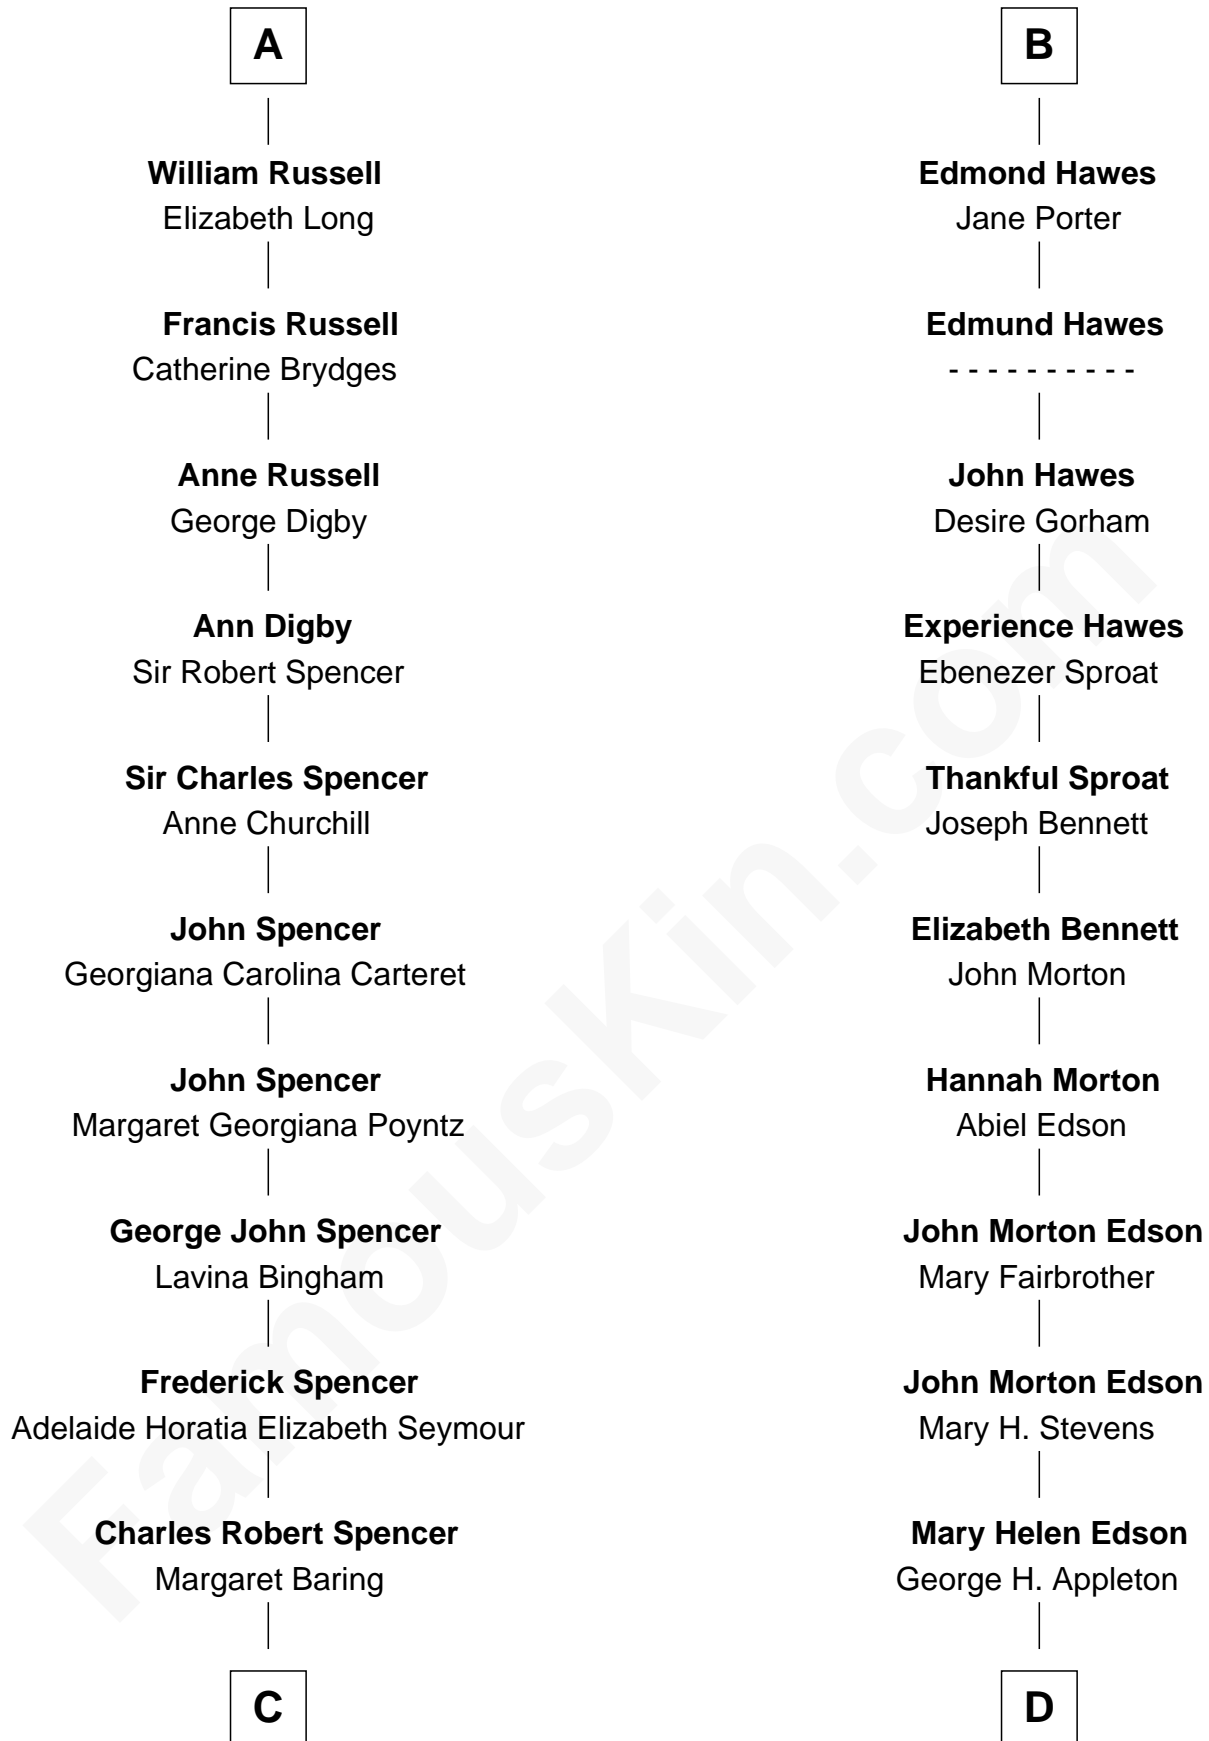 A
William Russell
Elizabeth Long
Francis Russell
Catherine Brydges
Anne Russell
George Digby
Ann Digby
Sir Robert Spencer
Sir Charles Spencer
Anne Churchill
John Spencer
Georgiana Carolina Carteret
John Spencer
Margaret Georgiana Poyntz
George John Spencer
Lavina Bingham
Frederick Spencer
Adelaide Horatia Elizabeth Seymour
Charles Robert Spencer
Margaret Baring
C
B
Edmond Hawes
Jane Porter
Edmund Hawes
- - - - - - - - - -
John Hawes
Desire Gorham
Experience Hawes
Ebenezer Sproat
Thankful Sproat
Joseph Bennett
Elizabeth Bennett
John Morton
Hannah Morton
Abiel Edson
John Morton Edson
Mary Fairbrother
John Morton Edson
Mary H. Stevens
Mary Helen Edson
George H. Appleton
D
FamousKin.com